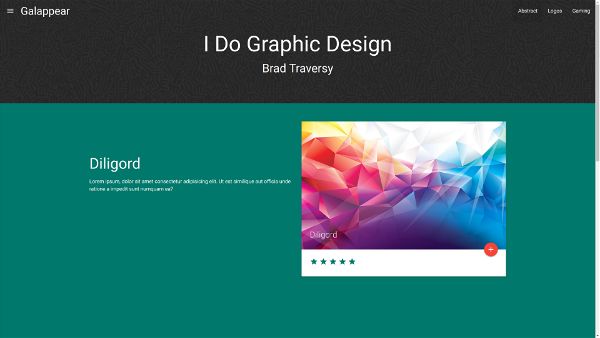 Galappear
Abstract Logos Gaming
I Do Graphic Design
Brad Traversy
Diligord
Lorem ipsum, dolor sit amet consectetur adipisicing elit. Ut est similique aut officia unde
ratione a impedit sunt numquam ea?
Diligord